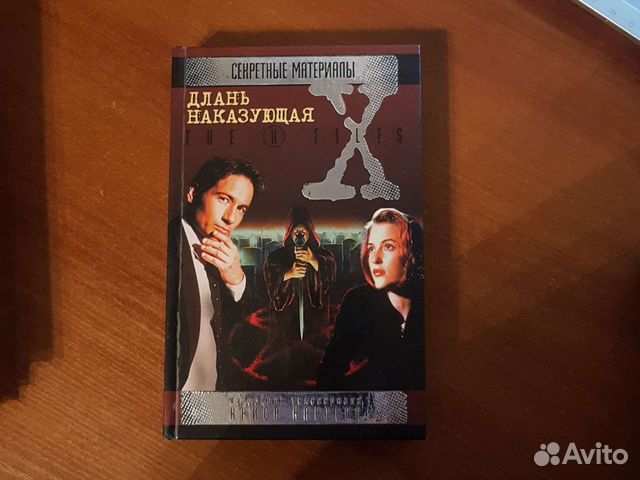 СЕКРЕТНЫЕ МАТЕРИАЛЫ
ДЛАНЬ
НАКАЗУЮЩАЯ
X
THE X FILES
Avito